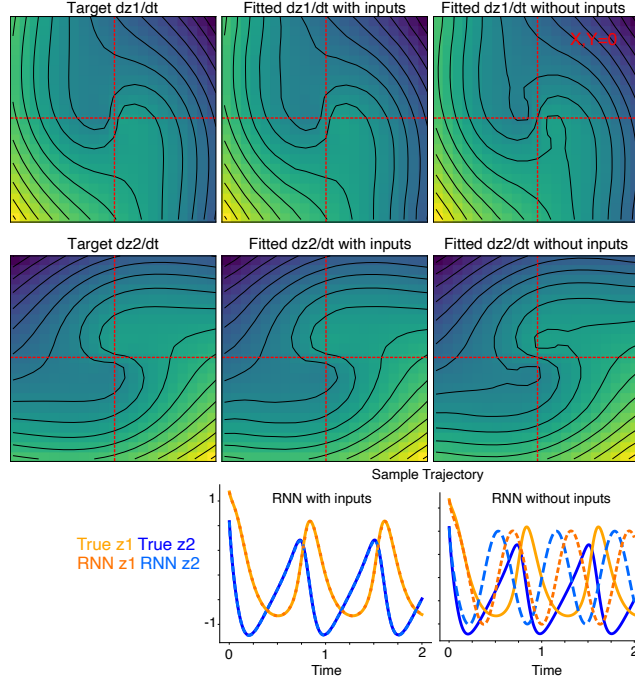 Target dz1/dt
Fitted dz1/dt with inputs
Fitted dz1/dt without inputs
X,Y=0
Target dz2/dt
Fitted dz2/dt with inputs
Fitted dz2/dt without inputs
Sample Trajectory
RNN with inputs
RNN without inputs
1
-1
True z1 True z2
RNN z1 RNN z2
0 1 2
0 1 2
Time
Time